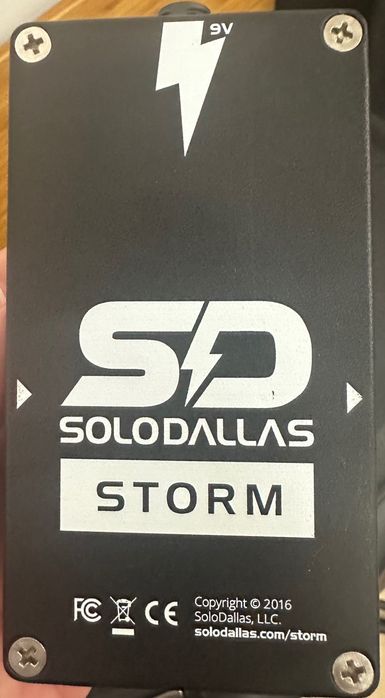 9V
SD
SOLODALLAS
STORM
FC CE Copyright © 2016
SoloDallas, LLC.
solodallas.com/storm